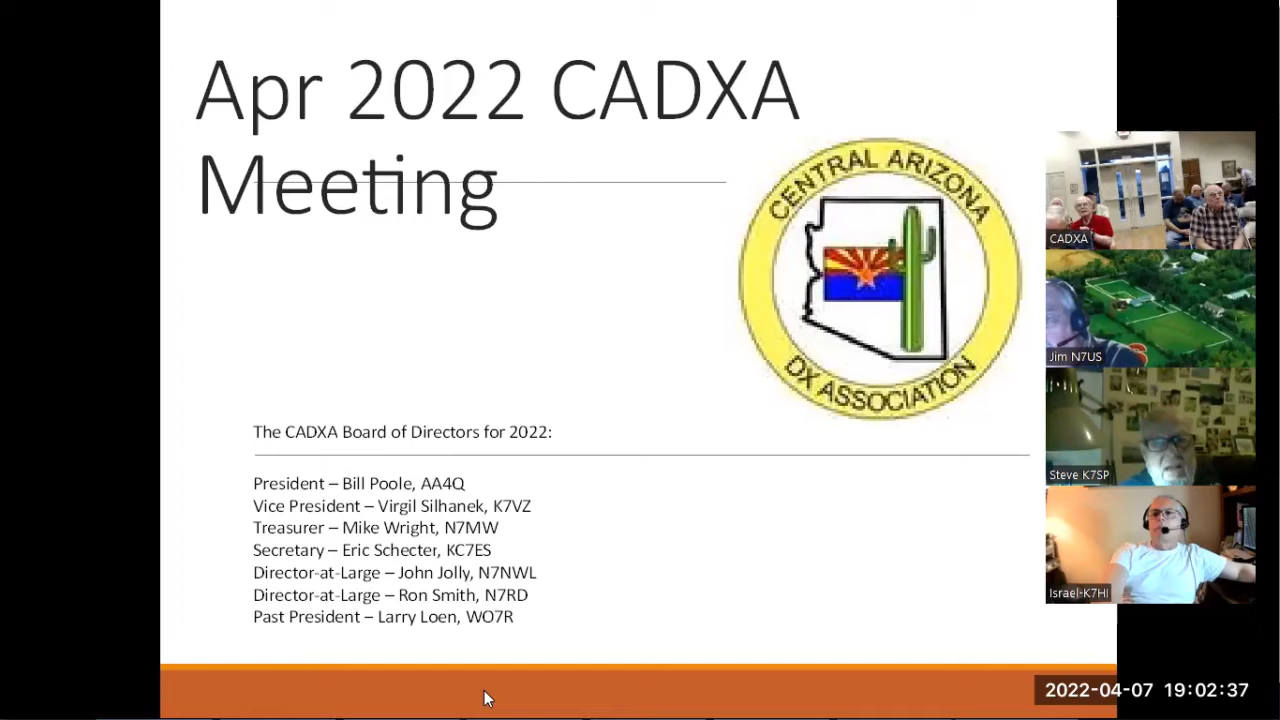 Apr 2022 CADXA
Meeting
CENTRAL ARIZONA
DX ASSOCIATION
The CADXA Board of Directors for 2022:
President – Bill Poole, AA4Q
Vice President – Virgil Silhanek, K7VZ
Treasurer – Mike Wright, N7MW
Secretary – Eric Schecter, KC7ES
Director-at-Large – John Jolly, N7NWL
Director-at-Large – Ron Smith, N7RD
Past President – Larry Loen, WO7R
CADXA
Jim N7US
Steve K7SP
Israel-K7HI
2022-04-07 19:02:37